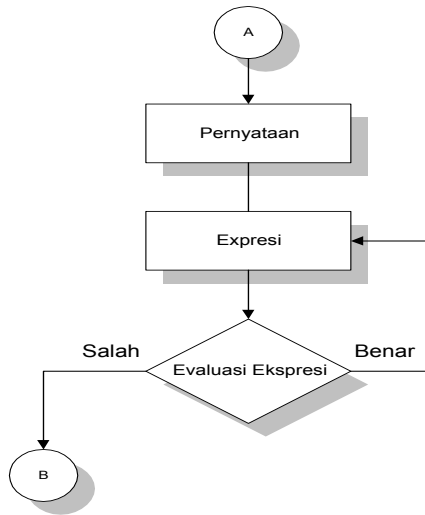 A
Pernyataan
Expresi
Salah
Benar
Evaluasi Ekspresi
B